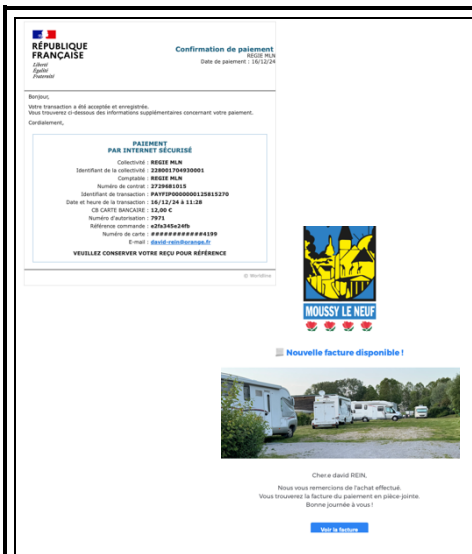 RÉPUBLIQUE
FRANÇAISE
Liberté
Égalité
Fraternité
Confirmation de paiement
REGIE MLN
Date de paiement : 16/12/24
Bonjour,
Votre transaction a été acceptée et enregistrée.
Vous trouverez ci-dessous des informations supplémentaires concernant votre paiement.
Cordialement,
PAIEMENT
PAR INTERNET SÉCURISÉ
Collectivité : REGIE MLN
Identifiant de la collectivité : 228001704930001
Comptable : REGIE MLN
Numéro de contrat : 2729681015
Identifiant de transaction : PAYFIP00000000125815270
Date et heure de la transaction : 16/12/24 à 11:28
CB CARTE BANCAIRE : 12,00 €
Numéro d'autorisation : 7971
Référence commande : e2fs345e24fb
Numéro de carte : ############4199
E-mail : david-rein@orange.fr
VEUILLEZ CONSERVER VOTRE REÇU POUR RÉFÉRENCE
© Worldline
MOUSSY LE NEUF
Nouvelle facture disponible !
Cher.e david REIN,
Nous vous remercions de l'achat effectué.
Vous trouverez la facture du paiement en pièce-jointe.
Bonne journée à vous !
Voir la facture